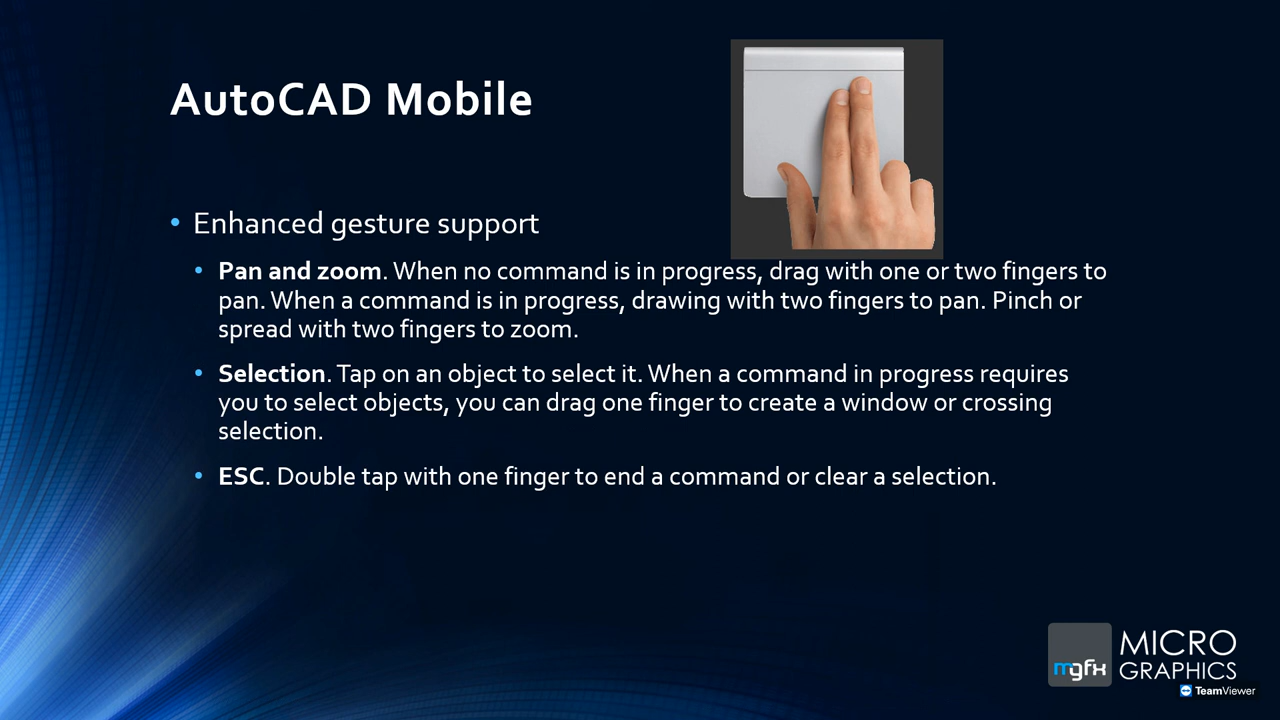 AutoCAD Mobile
• Enhanced gesture support
• Pan and zoom. When no command is in progress, drag with one or two fingers to
pan. When a command is in progress, drawing with two fingers to pan. Pinch or
spread with two fingers to zoom.
• Selection. Tap on an object to select it. When a command in progress requires
you to select objects, you can drag one finger to create a window or crossing
selection.
• ESC. Double tap with one finger to end a command or clear a selection.
mgfx
MICRO
GRAPHICS
TeamViewer